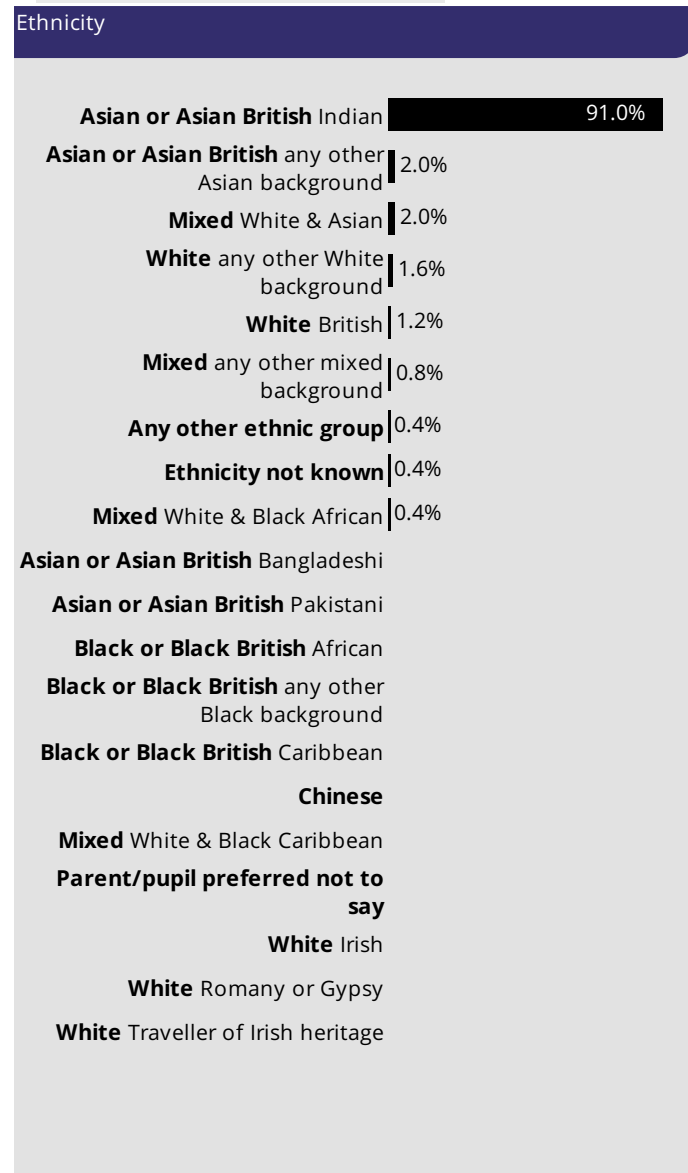 Ethnicity
Asian or Asian British Indian 91.0%
Asian or Asian British any other
Asian background 2.0%
Mixed White & Asian 2.0%
White any other White
background 1.6%
White British 1.2%
Mixed any other mixed
background 0.8%
Any other ethnic group 0.4%
Ethnicity not known 0.4%
Mixed White & Black African 0.4%
Asian or Asian British Bangladeshi
Asian or Asian British Pakistani
Black or Black British African
Black or Black British any other
Black background
Black or Black British Caribbean
Chinese
Mixed White & Black Caribbean
Parent/pupil preferred not to
say
White Irish
White Romany or Gypsy
White Traveller of Irish heritage